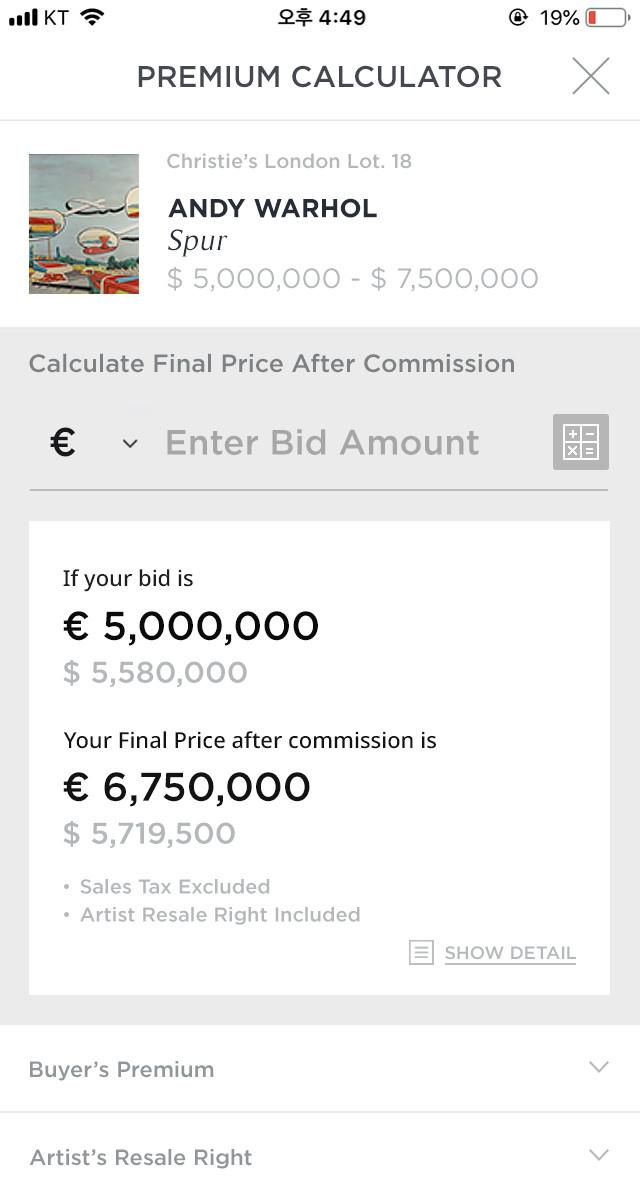 KT 오후 4:49 19%
PREMIUM CALCULATOR
Christie's London Lot. 18
ANDY WARHOL
Spur
$ 5,000,000 - $ 7,500,000
Calculate Final Price After Commission
€ Enter Bid Amount
If your bid is
€ 5,000,000
$ 5,580,000
Your Final Price after commission is
€ 6,750,000
$ 5,719,500
• Sales Tax Excluded
• Artist Resale Right Included
SHOW DETAIL
Buyer's Premium
Artist's Resale Right